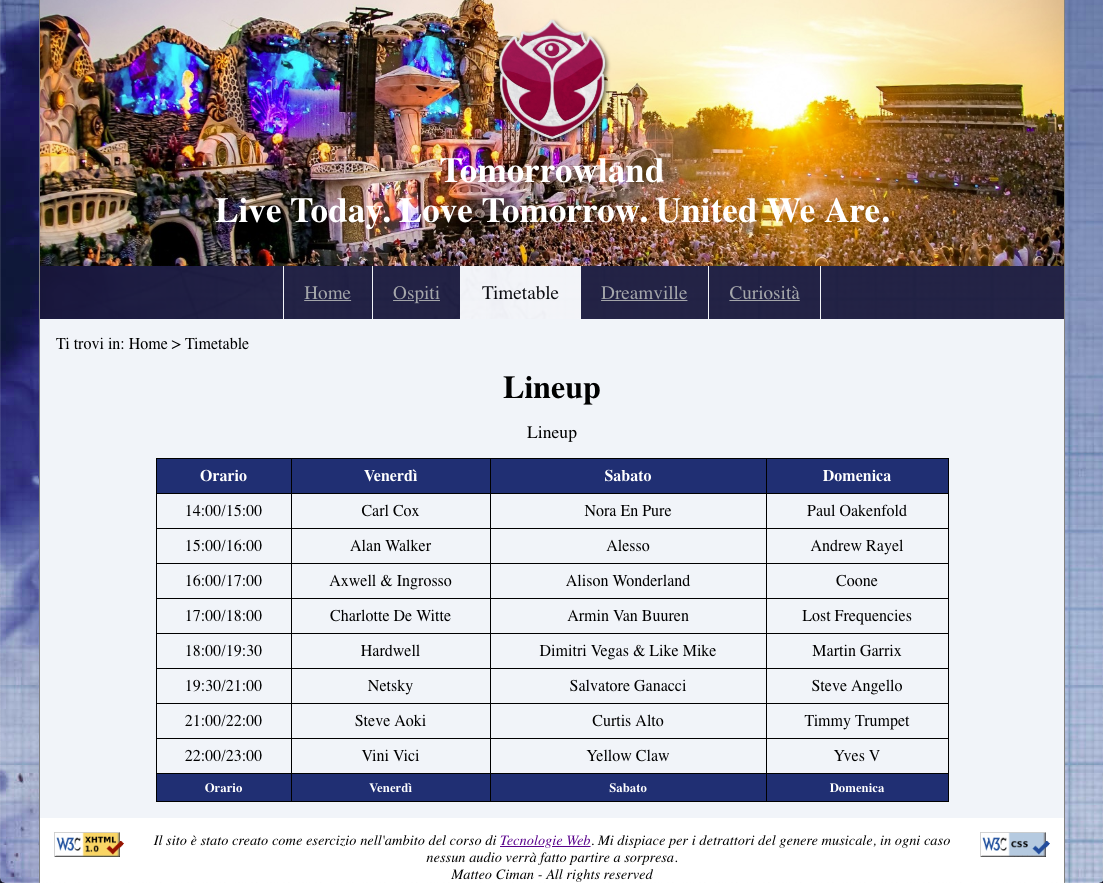 Tomorrowland
Live Today. Love Tomorrow. United We Are.
Home Ospiti Timetable Dreamville Curiosità
Ti trovi in: Home > Timetable
Lineup
Lineup
Orario Venerdì Sabato Domenica
14:00/15:00 Carl Cox Nora En Pure Paul Oakenfold
15:00/16:00 Alan Walker Alesso Andrew Rayel
16:00/17:00 Axwell & Ingrosso Alison Wonderland Coone
17:00/18:00 Charlotte De Witte Armin Van Buuren Lost Frequencies
18:00/19:30 Hardwell Dimitri Vegas & Like Mike Martin Garrix
19:30/21:00 Netsky Salvatore Ganacci Steve Angello
21:00/22:00 Steve Aoki Curtis Alto Timmy Trumpet
22:00/23:00 Vini Vici Yellow Claw Yves V
Orario Venerdì Sabato Domenica
W3C XHTML 1.0
Il sito è stato creato come esercizio nell'ambito del corso di Tecnologie Web. Mi dispiace per i detrattori del genere musicale, in ogni caso
nessun audio verrà fatto partire a sorpresa.
Matteo Ciman - All rights reserved
W3C css